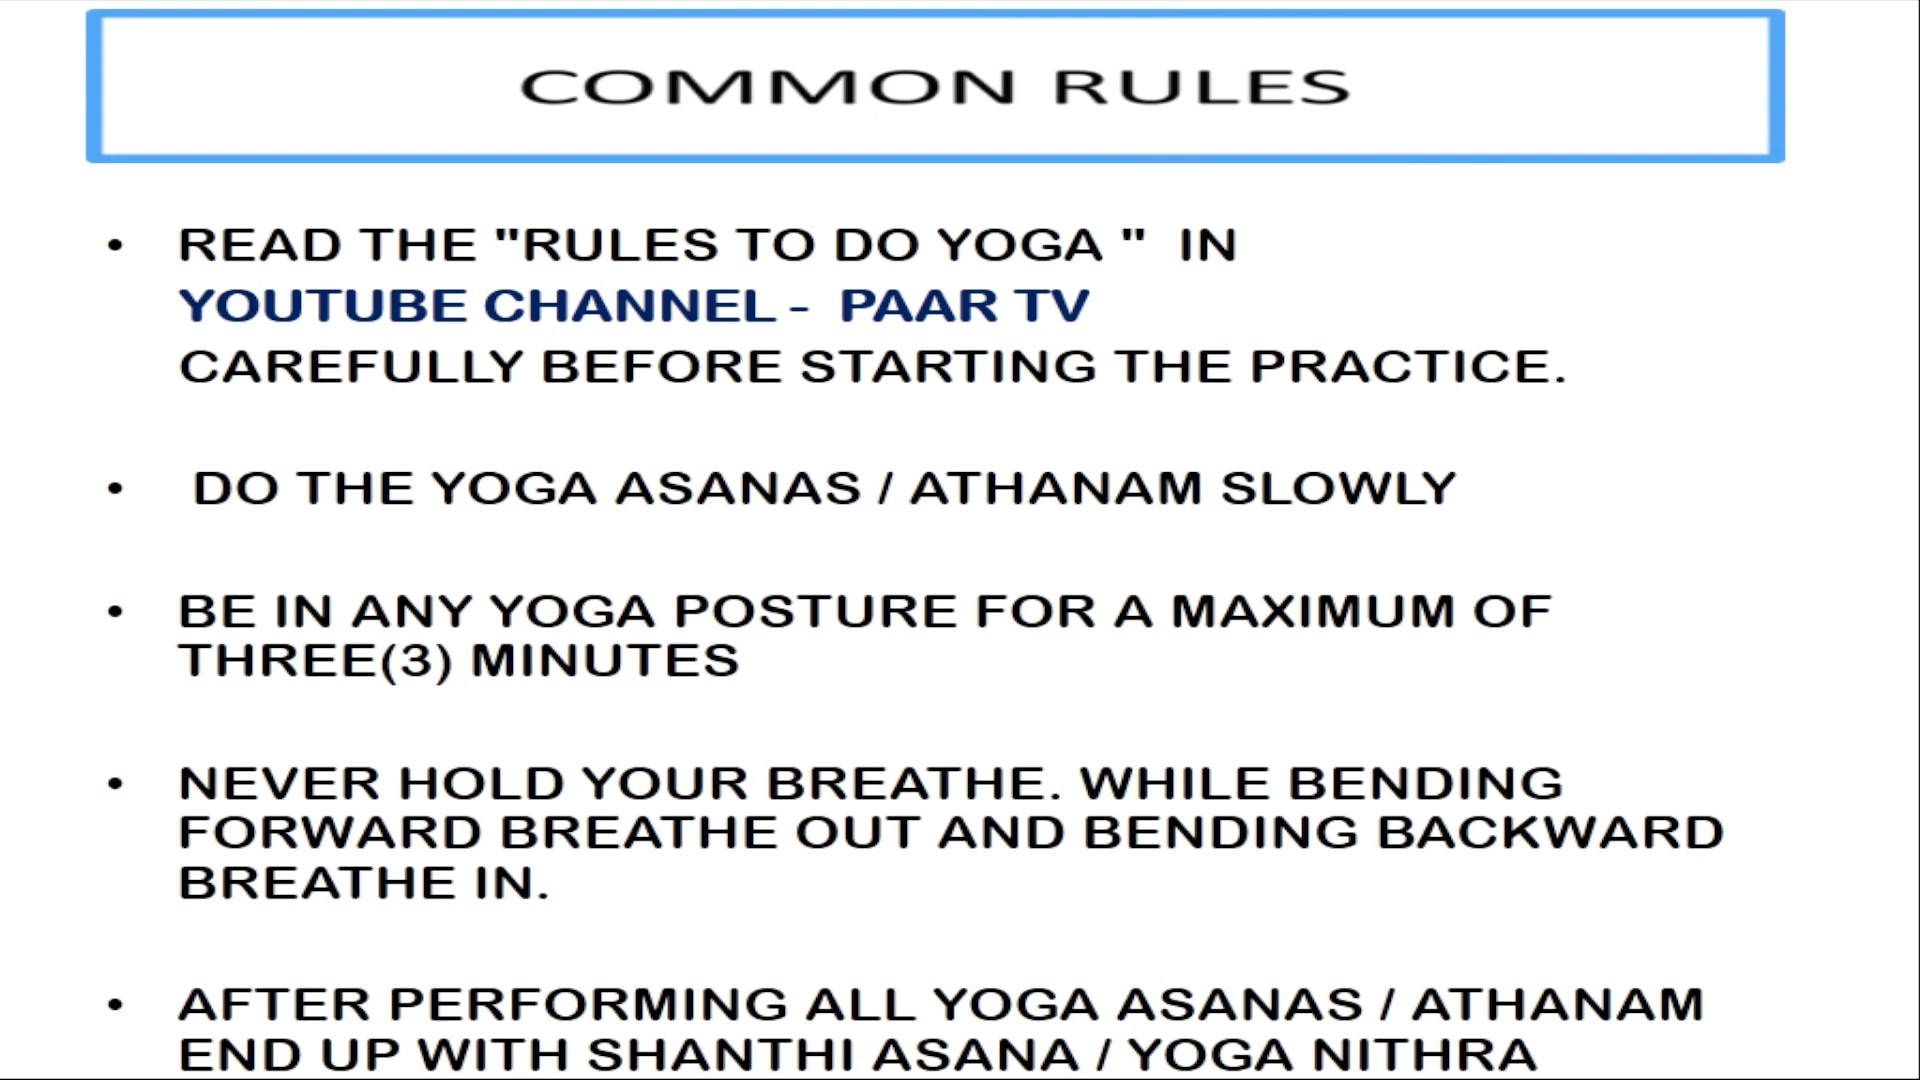 COMMON RULES
• READ THE "RULES TO DO YOGA " IN
YOUTUBE CHANNEL - PAAR TV
CAREFULLY BEFORE STARTING THE PRACTICE.
• DO THE YOGA ASANAS / ATHANAM SLOWLY
• BE IN ANY YOGA POSTURE FOR A MAXIMUM OF
THREE(3) MINUTES
• NEVER HOLD YOUR BREATHE. WHILE BENDING
FORWARD BREATHE OUT AND BENDING BACKWARD
BREATHE IN.
• AFTER PERFORMING ALL YOGA ASANAS / ATHANAM
END UP WITH SHANTHI ASANA / YOGA NITHRA